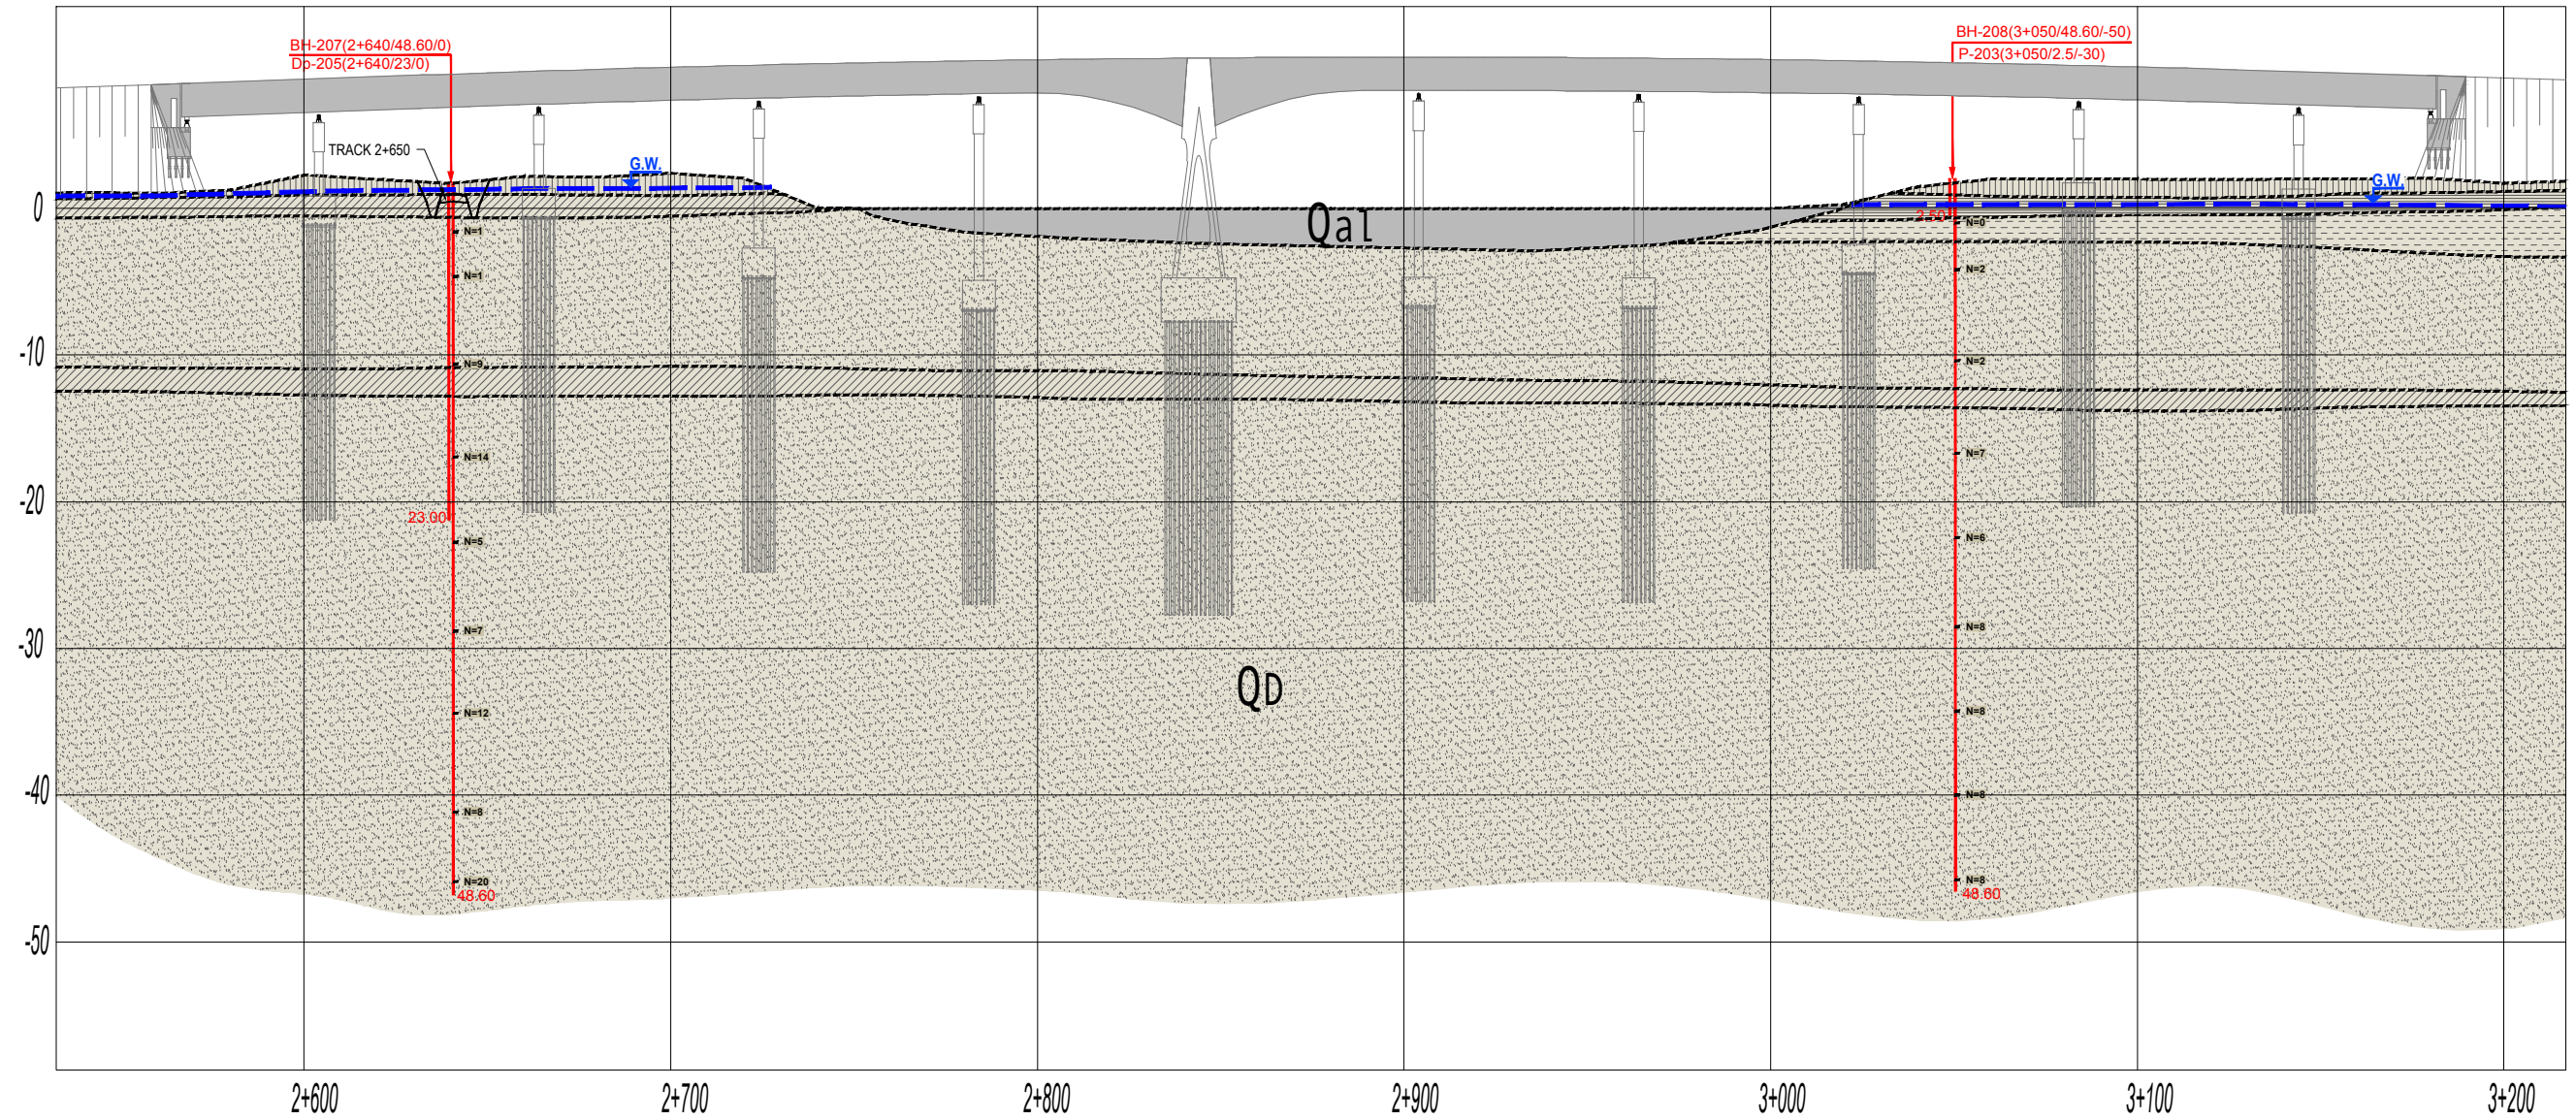 BH-207(2+640/48.60/0)
Dp-205(2+640/23/0)
BH-208(3+050/48.60/-50)
P-203(3+050/2.5/-30)
TRACK 2+650
G.W.
G.W.
0
Qal
2.50
N=1
N=0
N=1
N=2
-10
N=9
N=2
N=14
N=7
-20
23.00
N=5
N=6
N=7
N=8
-30
QD
N=12
N=8
-40
N=8
N=8
N=20
N=8
48.60
48.60
-50
2+600
2+700
2+800
2+900
3+000
3+100
3+200